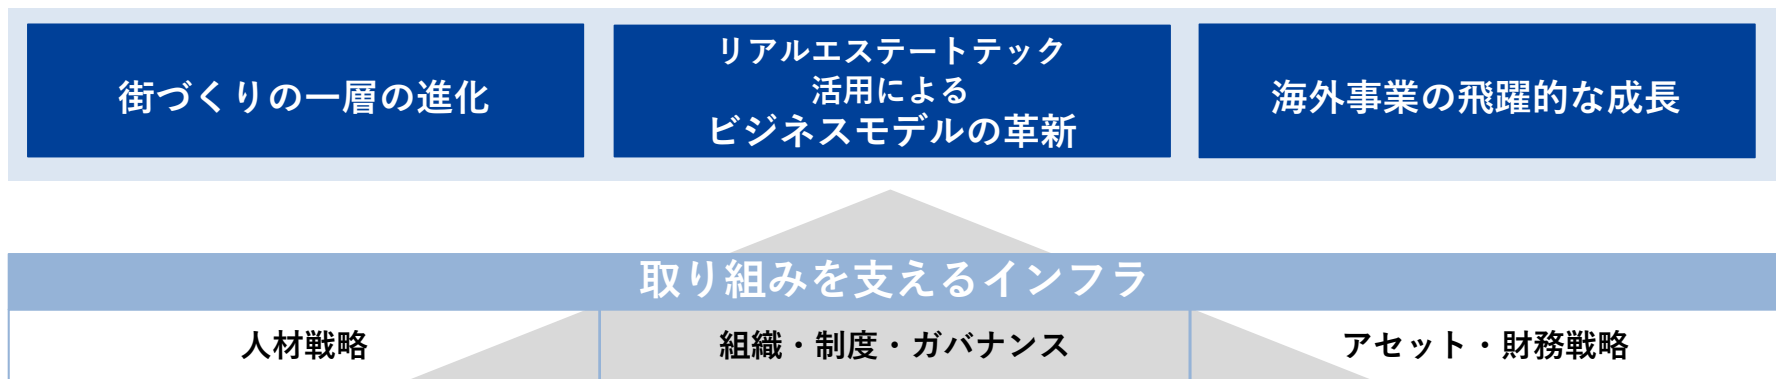 街づくりの一層の進化
リアルエステートテック
活用による
ビジネスモデルの革新
海外事業の飛躍的な成長
取り組みを支えるインフラ
人材戦略
組織・制度・ガバナンス
アセット・財務戦略